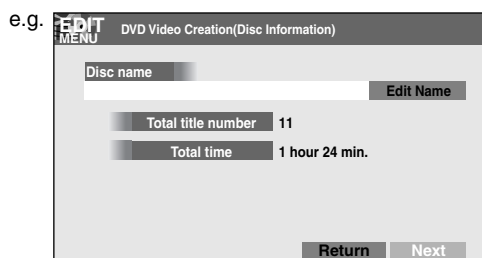 e.g.
EDIT
MENU
DVD Video Creation(Disc Information)
Disc name
Edit Name
Total title number 11
Total time 1 hour 24 min.
Return Next